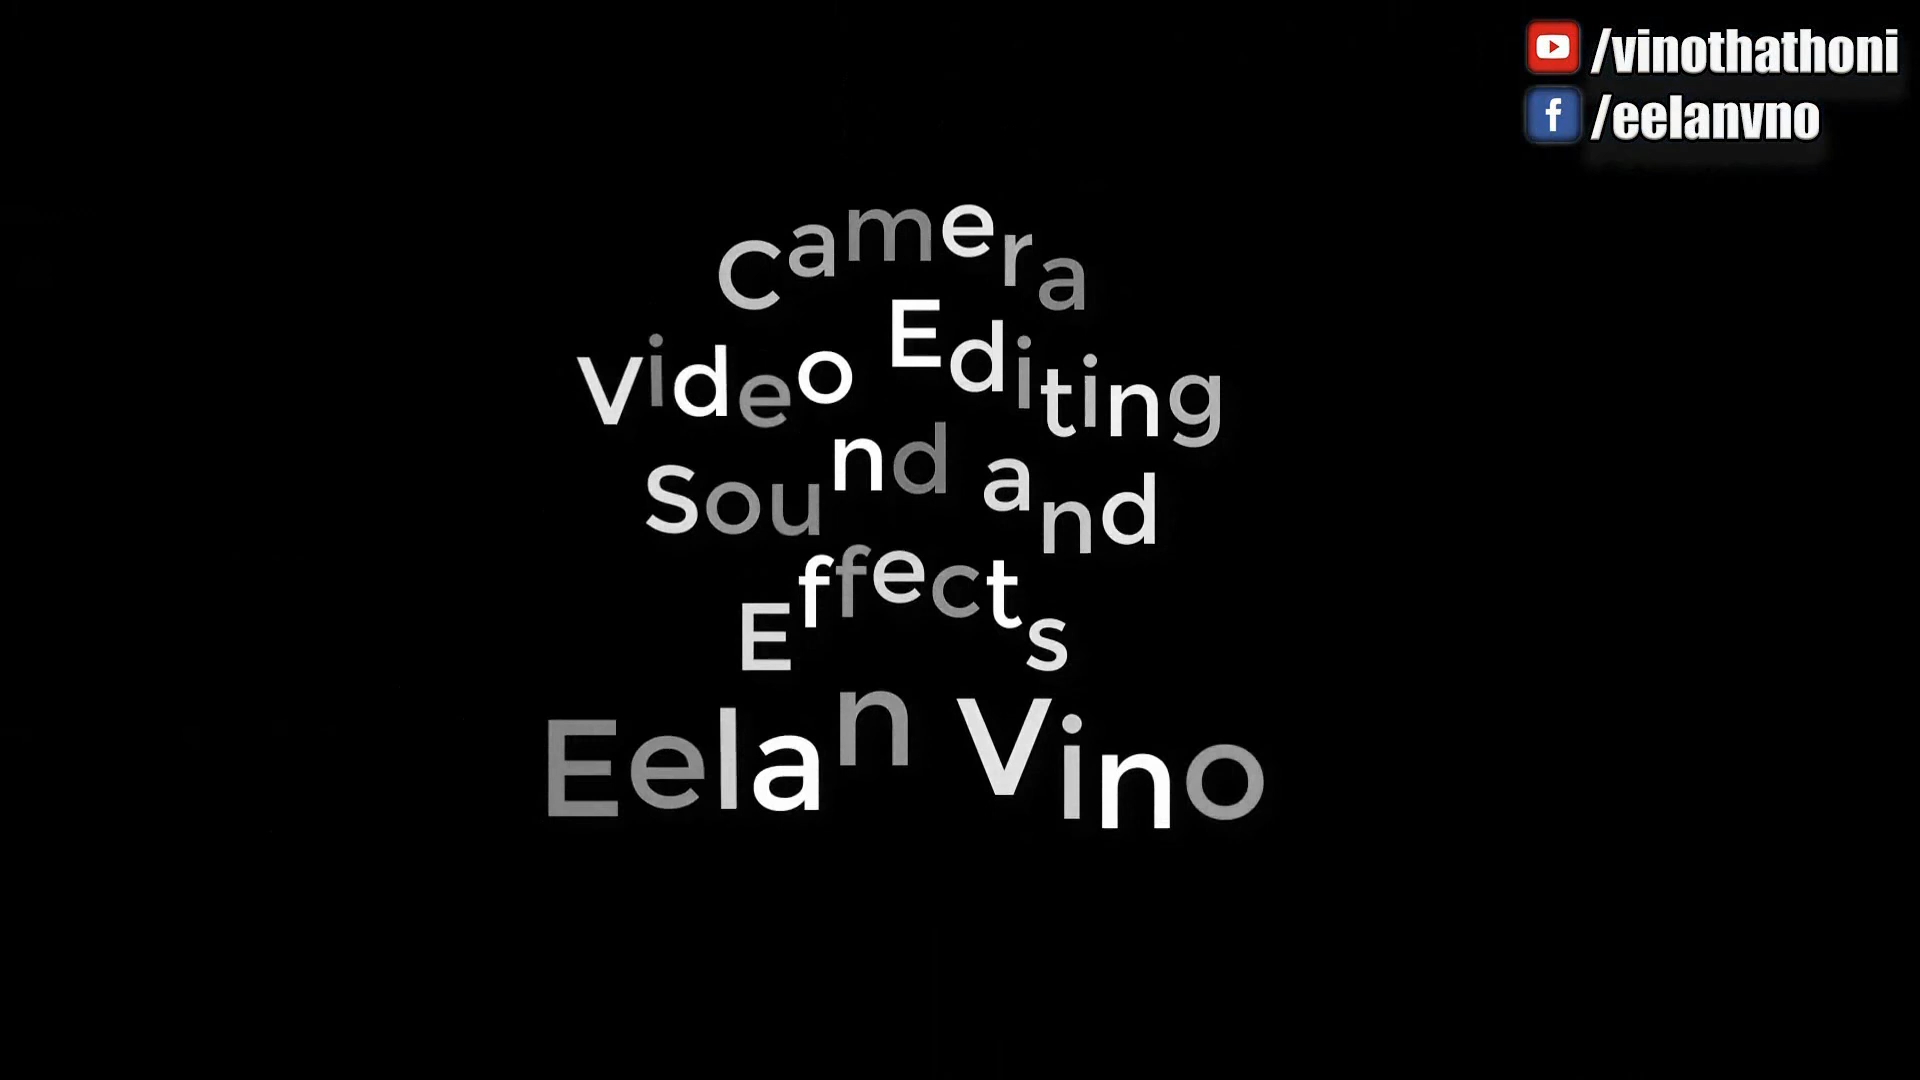 /vinothathoni
/eelanvno
Camera
Video Editing
Sound and
Effects
Eelan Vino